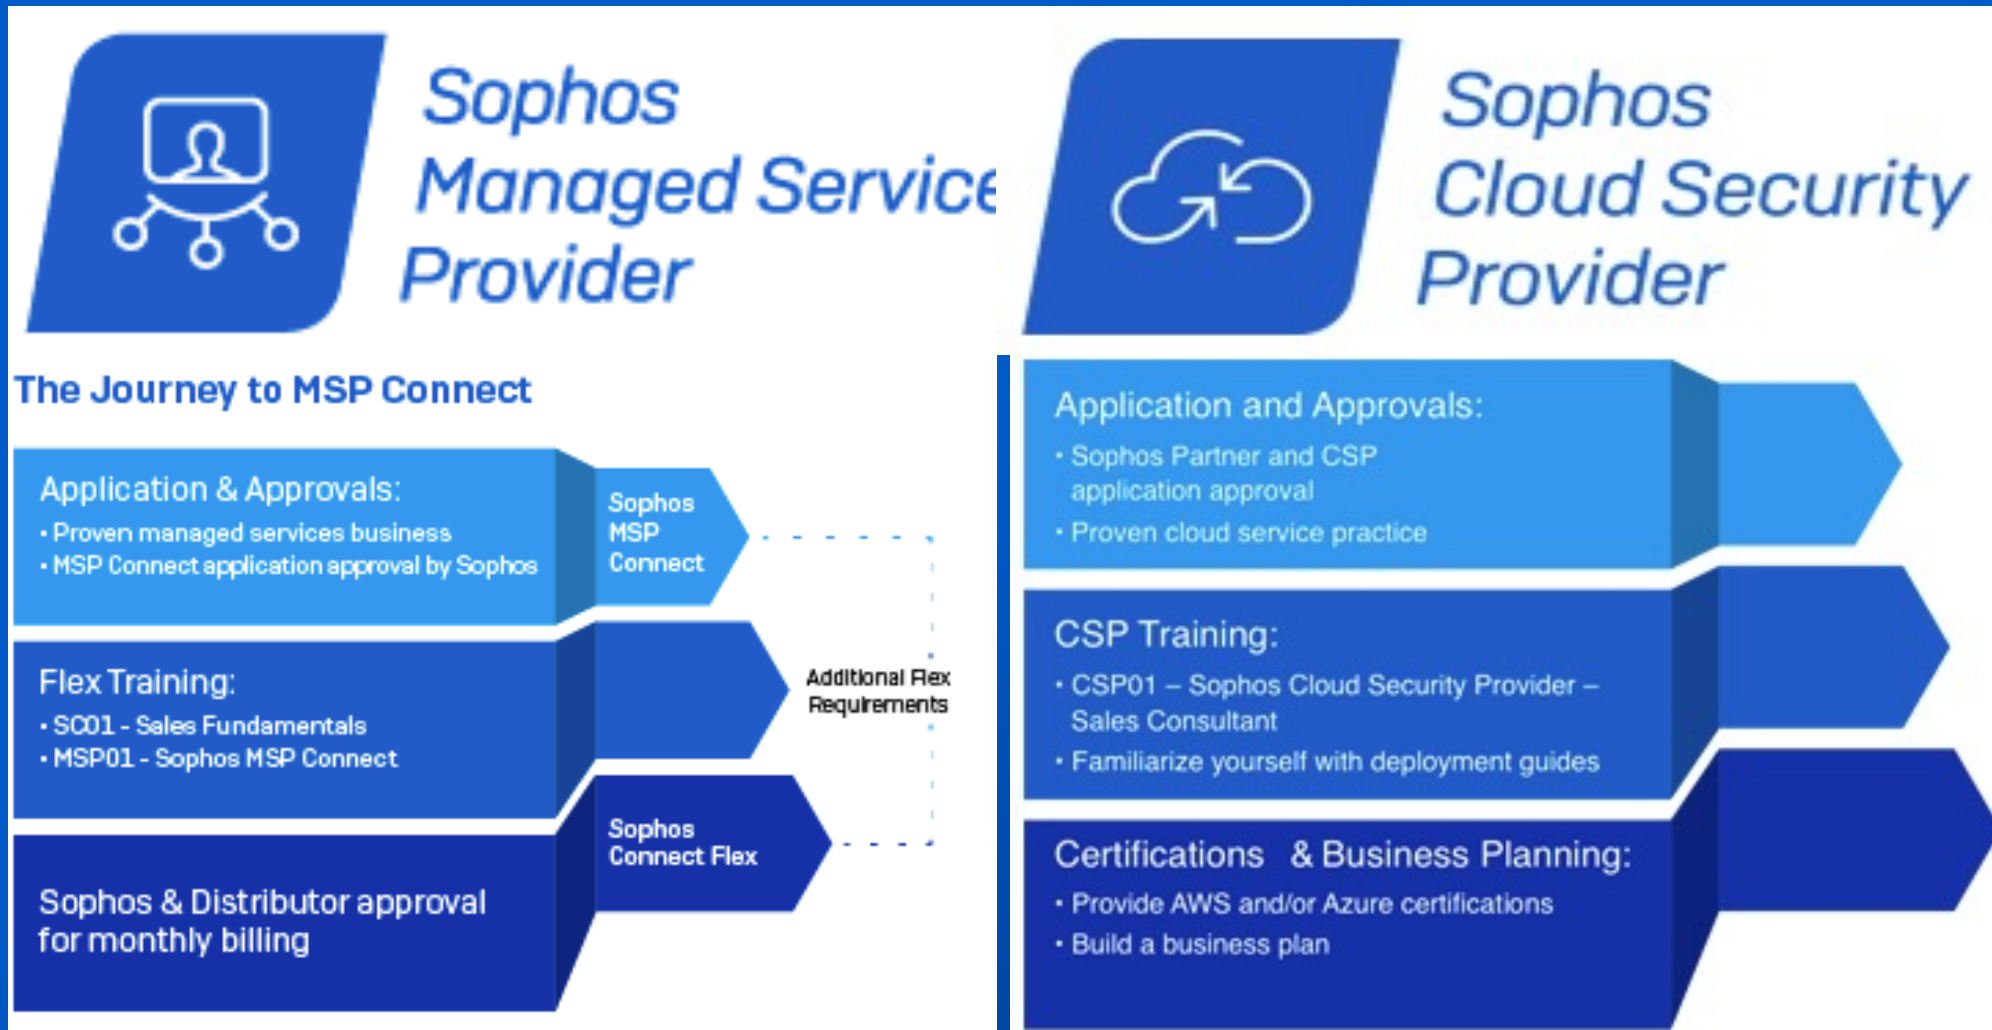 Sophos
Managed Service
Provider
The Journey to MSP Connect
Application & Approvals:
• Proven managed services business
• MSP Connect application approval by Sophos
Sophos
MSP
Connect
Flex Training:
• SC01 - Sales Fundamentals
• MSP01 - Sophos MSP Connect
Additional Flex
Requirements
Sophos & Distributor approval
for monthly billing
Sophos
Connect Flex
Sophos
Cloud Security
Provider
Application and Approvals:
• Sophos Partner and CSP
application approval
• Proven cloud service practice
CSP Training:
• CSP01 – Sophos Cloud Security Provider –
Sales Consultant
• Familiarize yourself with deployment guides
Certifications & Business Planning:
• Provide AWS and/or Azure certifications
• Build a business plan